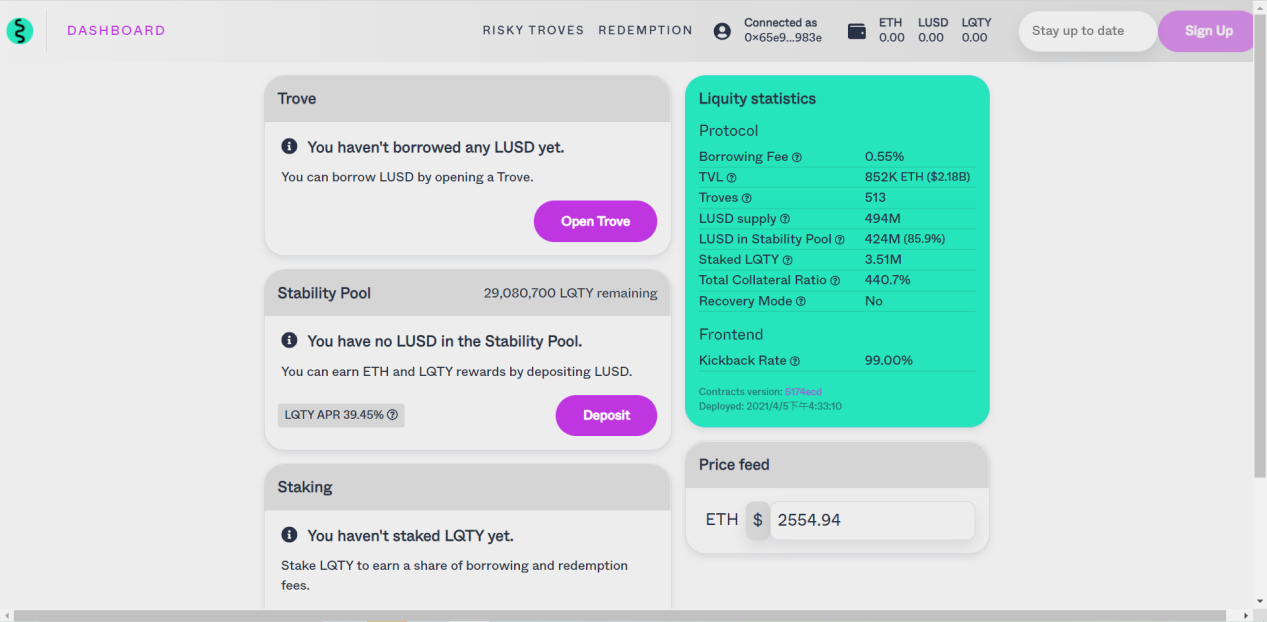 DASHBOARD
RISKY TROVES REDEMPTION
Connected as
0x65e9...983e
ETH LUSD LQTY
0.00 0.00 0.00
Stay up to date
Sign Up
Trove
You haven't borrowed any LUSD yet.
You can borrow LUSD by opening a Trove.
Open Trove
Stability Pool 29,080,700 LQTY remaining
You have no LUSD in the Stability Pool.
You can earn ETH and LQTY rewards by depositing LUSD.
LQTY APR 39.45%
Deposit
Staking
You haven't staked LQTY yet.
Stake LQTY to earn a share of borrowing and redemption
fees.
Liquity statistics
Protocol
Borrowing Fee 0.55%
TVL 852K ETH ($2.18B)
Troves 513
LUSD supply 494M
LUSD in Stability Pool 424M (85.9%)
Staked LQTY 3.51M
Total Collateral Ratio 440.7%
Recovery Mode No
Frontend
Kickback Rate 99.00%
Contracts version: 5174ecd
Deployed: 2021/4/5下午4:33:10
Price feed
ETH $ 2554.94